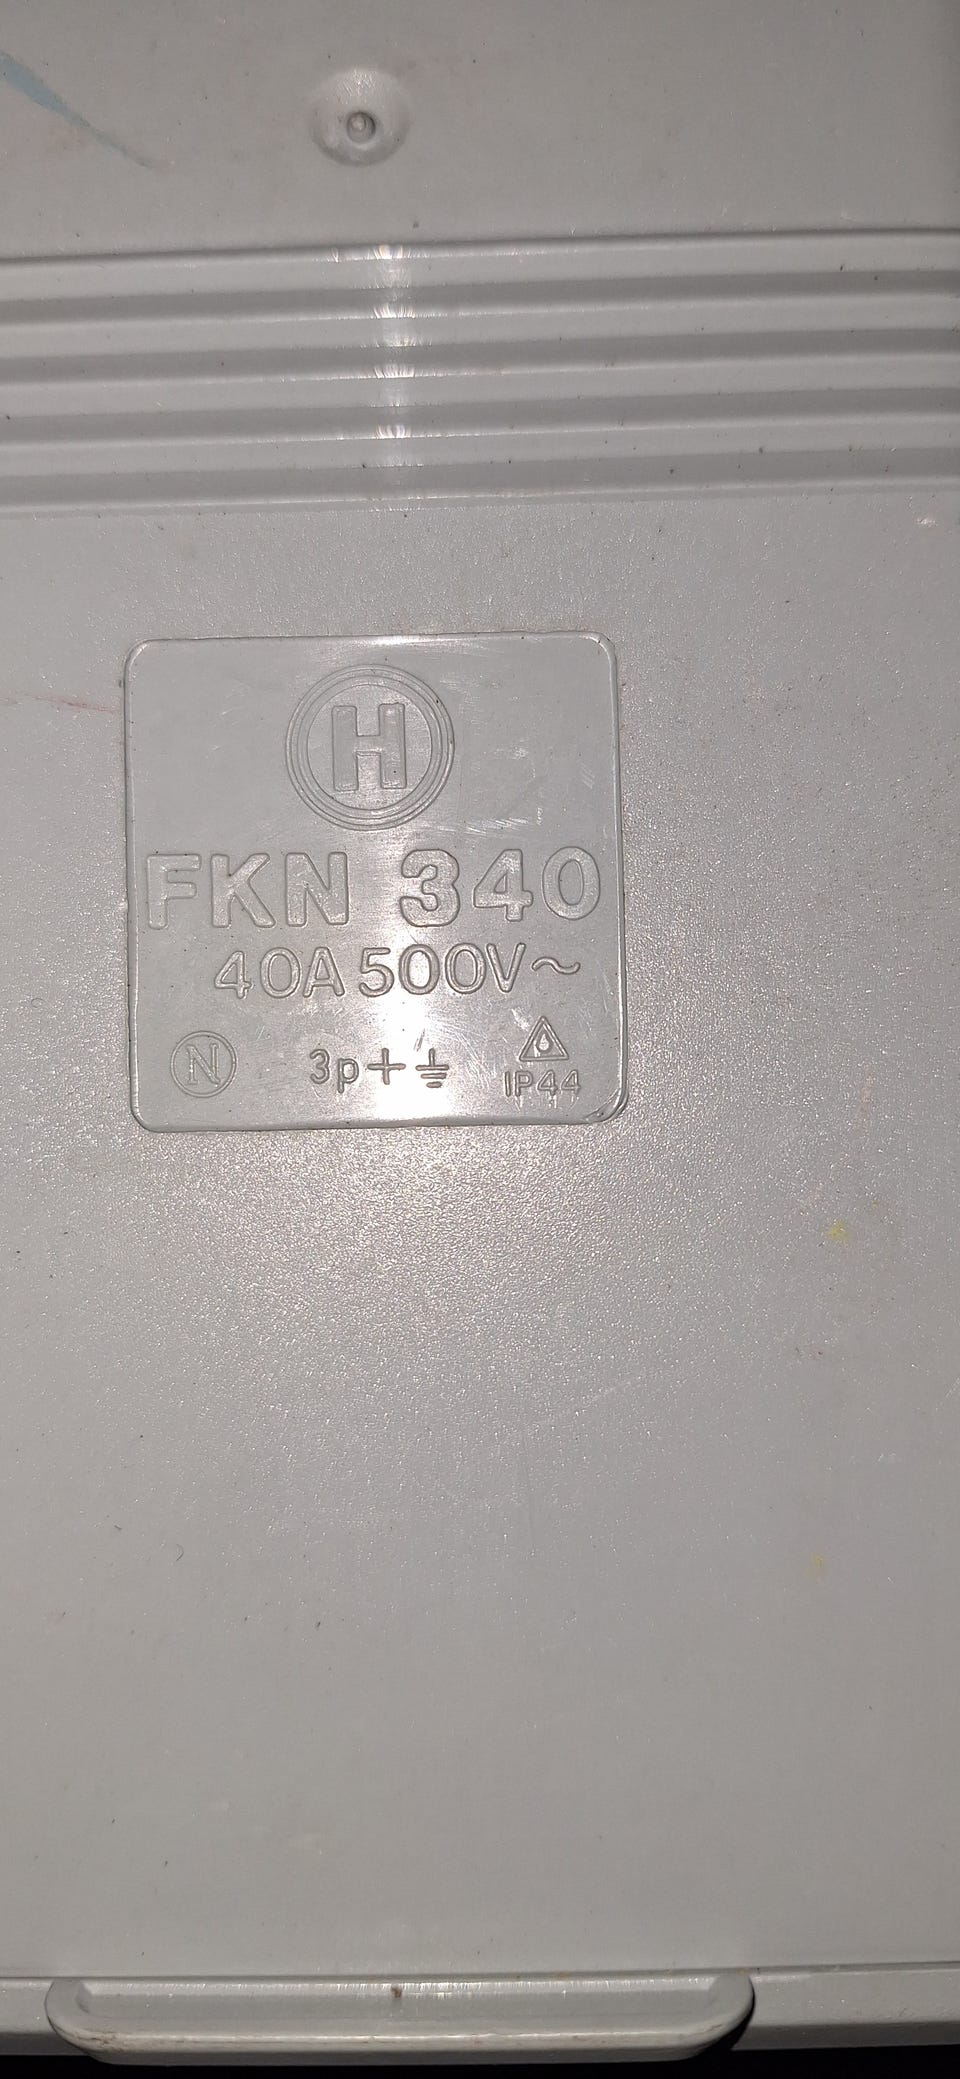 H
FKN 340
40A 500V~
N 3p+⏚
IP44